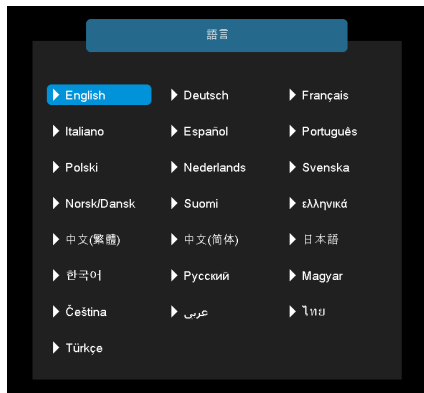 語言
English Deutsch Français
Italiano Español Português
Polski Nederlands Svenska
Norsk/Dansk Suomi ελληνικά
中文(繁體) 中文(简体) 日本語
한국어 Русский Magyar
Čeština عربي ไทย
Türkçe